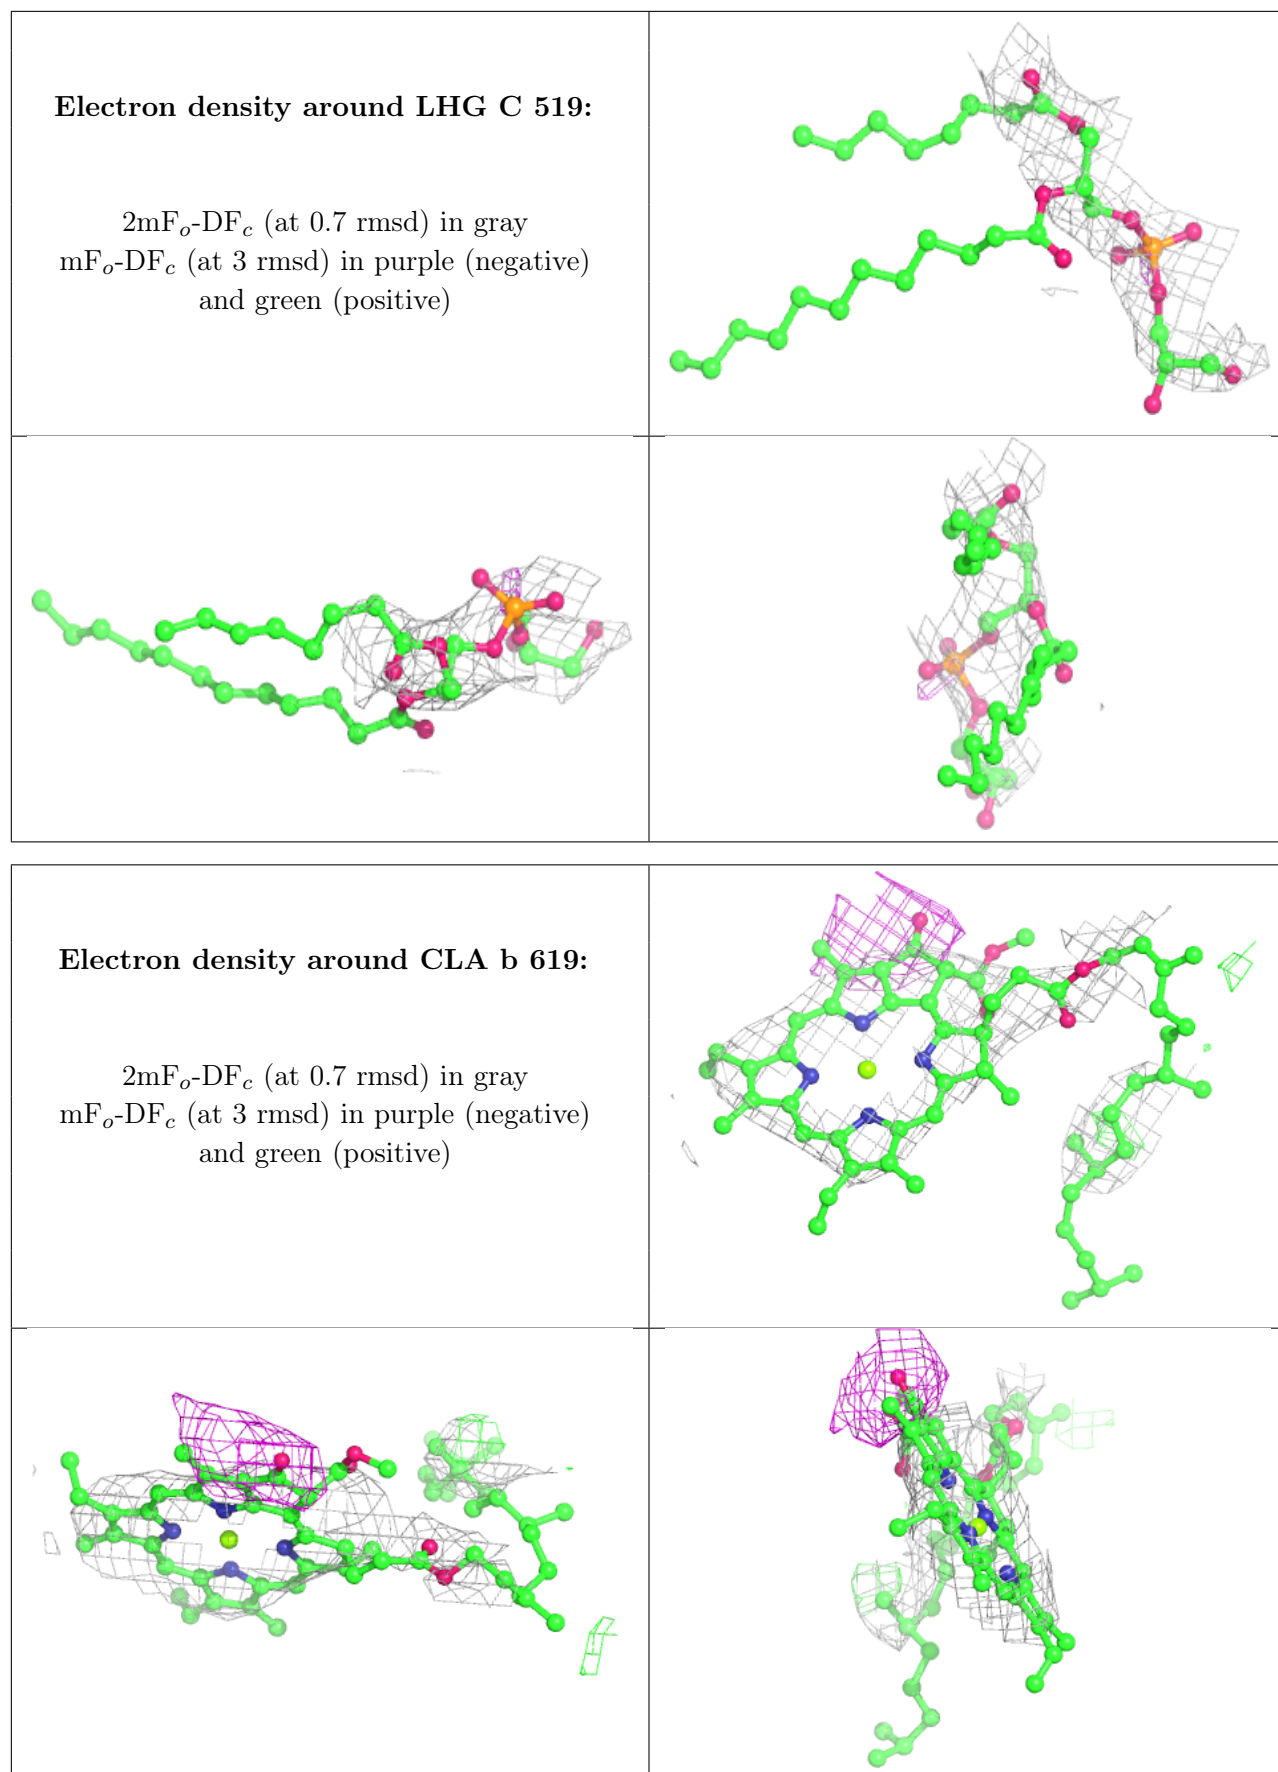 Electron density around LHG C 519:
2mFo-DFc (at 0.7 rmsd) in gray
mFo-DFc (at 3 rmsd) in purple (negative)
and green (positive)
Electron density around CLA b 619:
2mFo-DFc (at 0.7 rmsd) in gray
mFo-DFc (at 3 rmsd) in purple (negative)
and green (positive)